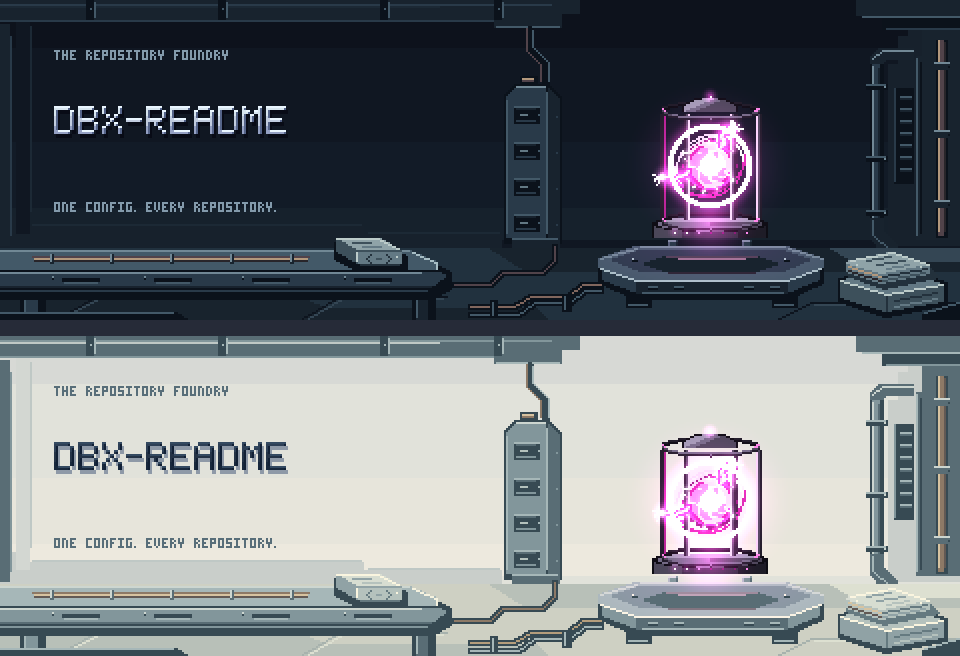 THE REPOSITORY FOUNDRY
DBX-README
ONE CONFIG. EVERY REPOSITORY.
<->
THE REPOSITORY FOUNDRY
DBX-README
ONE CONFIG. EVERY REPOSITORY.
<->